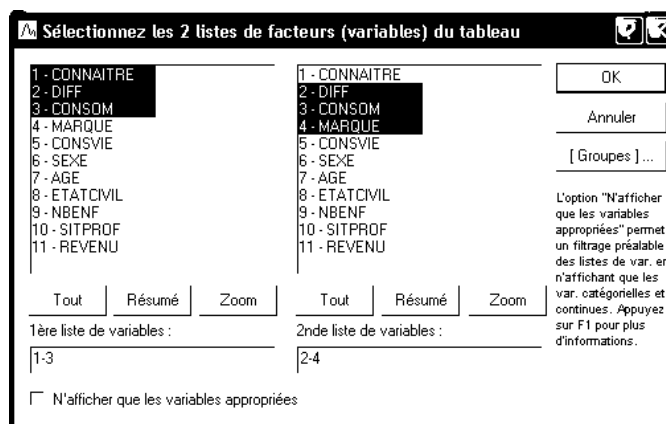 Sélectionnez les 2 listes de facteurs (variables) du tableau
1 - CONNAITRE
2 - DIFF
3 - CONSOM
4 - MARQUE
5 - CONSVIE
6 - SEXE
7 - AGE
8 - ETATCIVIL
9 - NBENF
10 - SITPROF
11 - REVENU
1 - CONNAITRE
2 - DIFF
3 - CONSOM
4 - MARQUE
5 - CONSVIE
6 - SEXE
7 - AGE
8 - ETATCIVIL
9 - NBENF
10 - SITPROF
11 - REVENU
OK
Annuler
[ Groupes ] ...
L'option "N'afficher
que les variables
appropriées" permet
un filtrage préalable
des listes de var. en
n'affichant que les
var. catégorielles et
continues. Appuyez
sur F1 pour plus
d'informations.
Tout Résumé Zoom
Tout Résumé Zoom
1ère liste de variables :
1-3
2nde liste de variables :
2-4
N'afficher que les variables appropriées